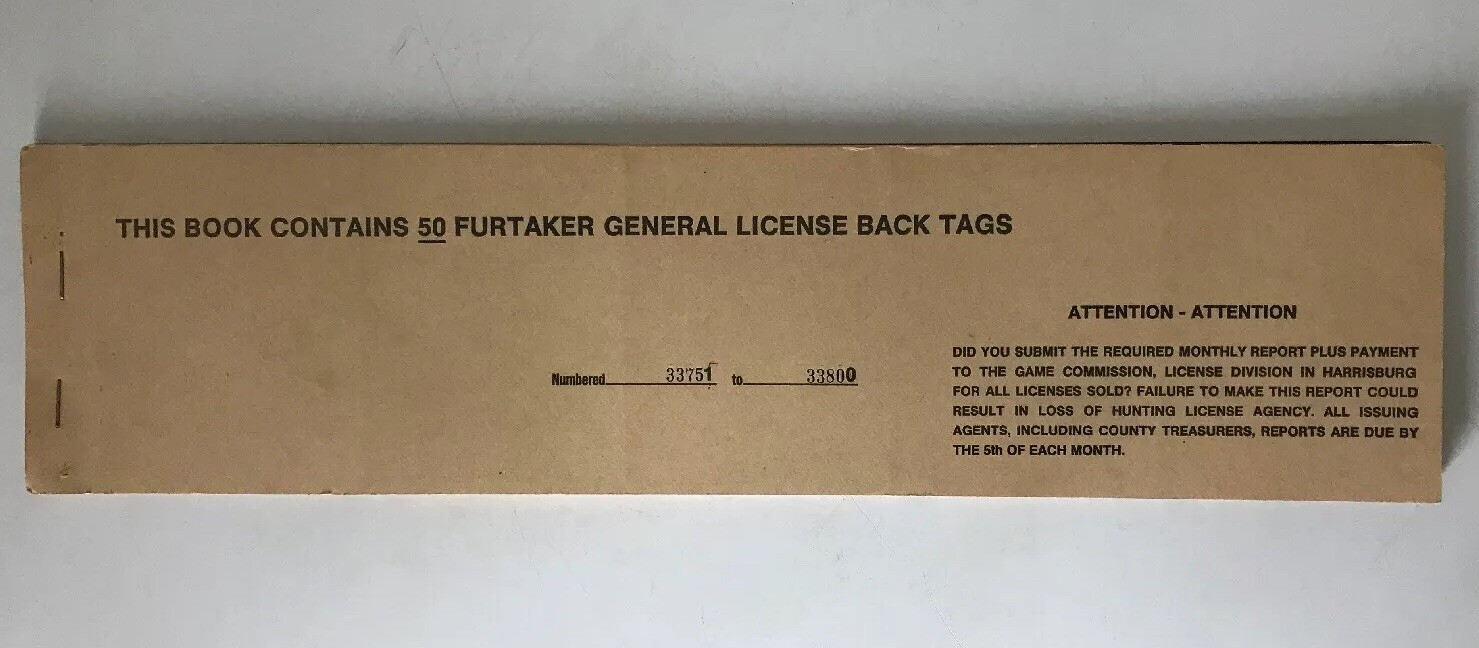 THIS BOOK CONTAINS 50 FURTAKER GENERAL LICENSE BACK TAGS
Numbered 33751 to 33800
ATTENTION - ATTENTION
DID YOU SUBMIT THE REQUIRED MONTHLY REPORT PLUS PAYMENT
TO THE GAME COMMISSION, LICENSE DIVISION IN HARRISBURG
FOR ALL LICENSES SOLD? FAILURE TO MAKE THIS REPORT COULD
RESULT IN LOSS OF HUNTING LICENSE AGENCY. ALL ISSUING
AGENTS, INCLUDING COUNTY TREASURERS, REPORTS ARE DUE BY
THE 5th OF EACH MONTH.